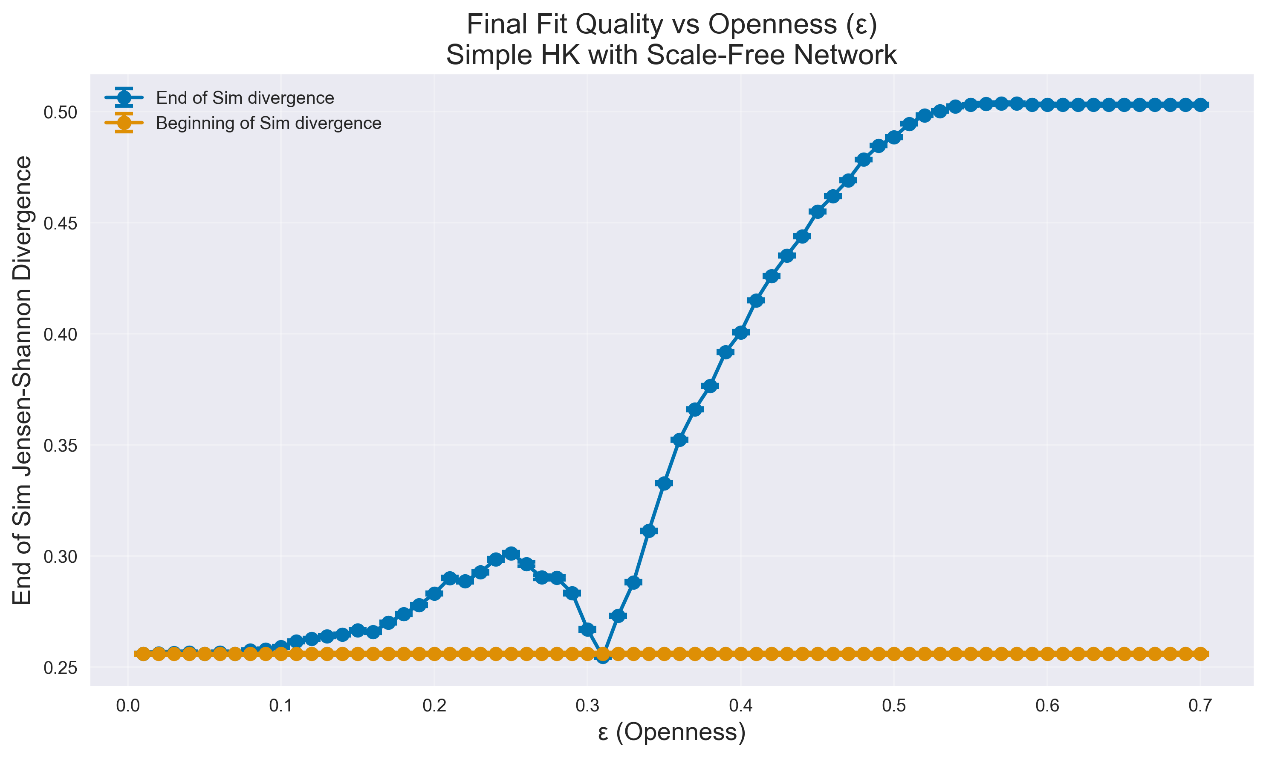 Final Fit Quality vs Openness (ε)
Simple HK with Scale-Free Network
End of Sim divergence
Beginning of Sim divergence
End of Sim Jensen-Shannon Divergence
0.50
0.45
0.40
0.35
0.30
0.25
0.0 0.1 0.2 0.3 0.4 0.5 0.6 0.7
ε (Openness)